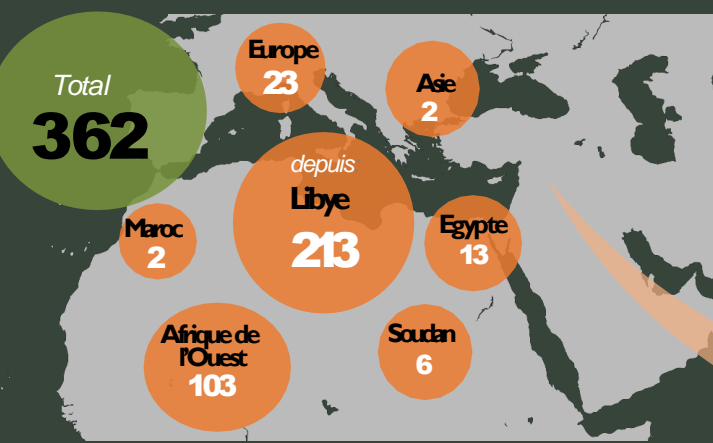 Total
362
Europe
23
Asie
2
depuis
Libye
213
Maroc
2
Egypte
13
Afrique de
l'Ouest
103
Soudan
6